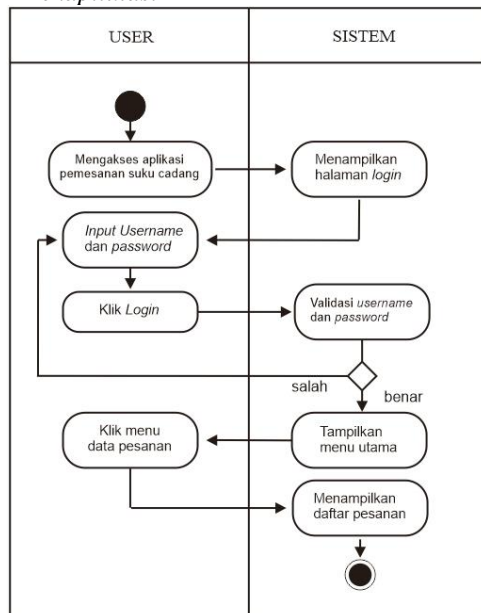 USER
SISTEM
Mengakses aplikasi
pemesanan suku cadang
Menampilkan
halaman login
Input Username
dan password
Klik Login
Validasi username
dan password
salah
benar
Klik menu
data pesanan
Tampilkan
menu utama
Menampilkan
daftar pesanan